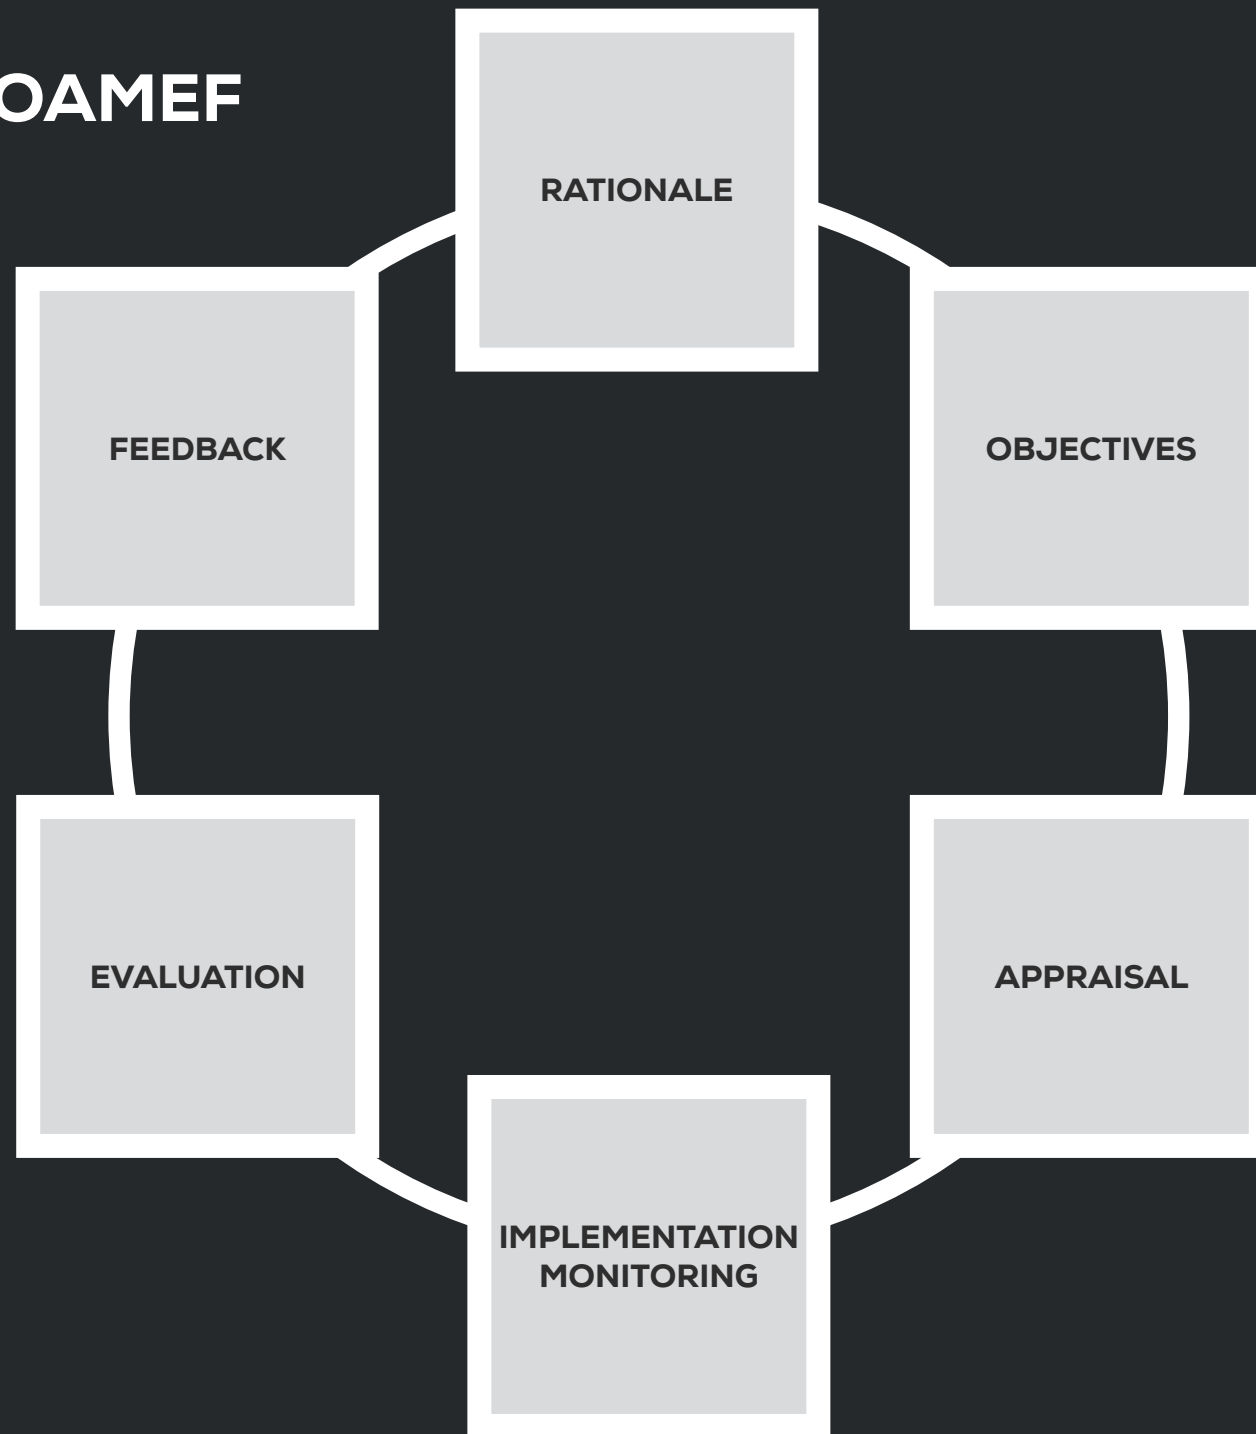 OAMEF
RATIONALE
FEEDBACK
OBJECTIVES
EVALUATION
APPRAISAL
IMPLEMENTATION
MONITORING